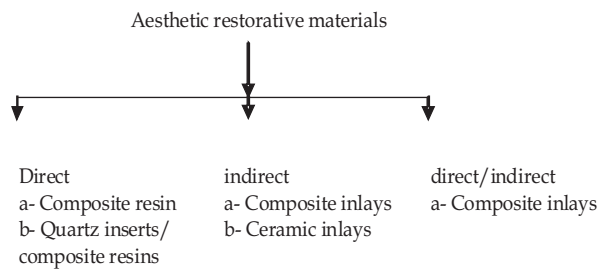 Aesthetic restorative materials
Direct
a- Composite resin
b- Quartz inserts/
composite resins
indirect
a- Composite inlays
b- Ceramic inlays
direct/indirect
a- Composite inlays